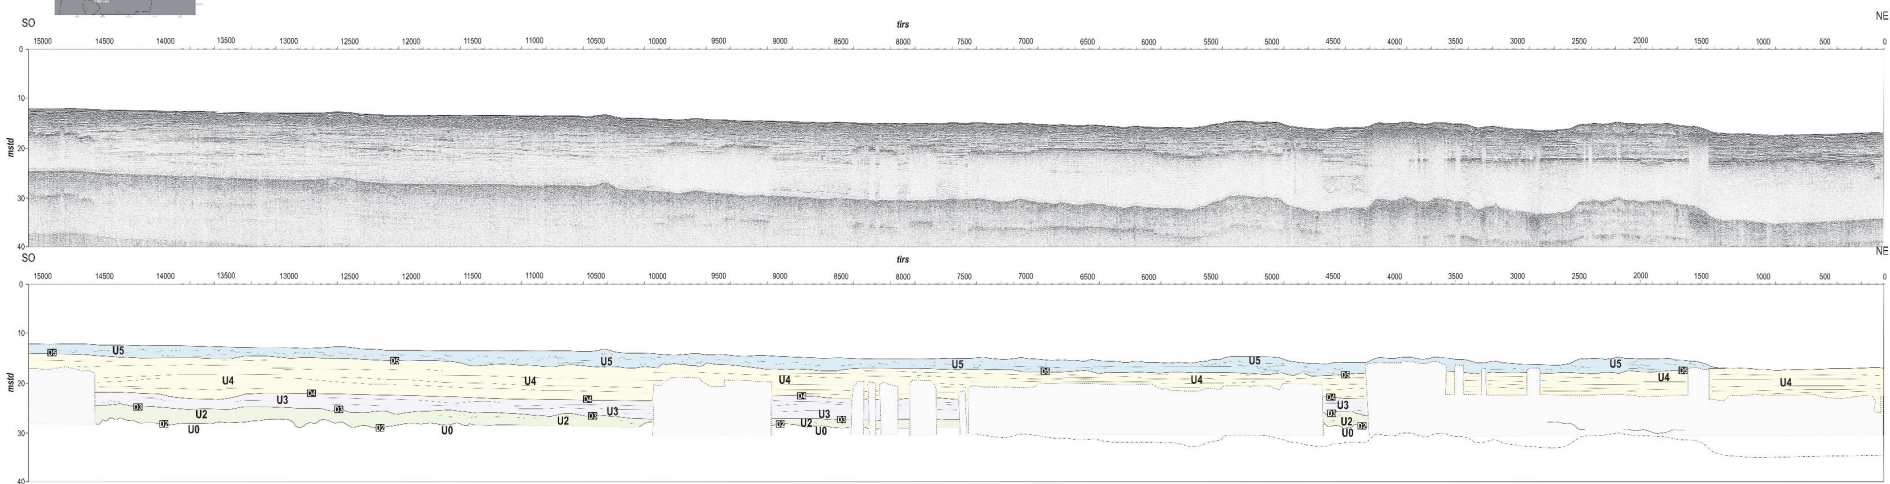 SO NE
tirs
15000 14500 14000 13500 13000 12500 12000 11500 11000 10500 10000 9500 9000 8500 8000 7500 7000 6500 6000 5500 5000 4500 4000 3500 3000 2500 2000 1500 1000 500 0
0
10
mstd
20
30
40
SO NE
tirs
15000 14500 14000 13500 13000 12500 12000 11500 11000 10500 10000 9500 9000 8500 8000 7500 7000 6500 6000 5500 5000 4500 4000 3500 3000 2500 2000 1500 1000 500 0
0
10
D5 U5 D5 U5 U5 D5 U5 D5 U5 D5
mstd
20 U4 U4 U4 U4 U4 U4
U3 D4 D4 D4 D4
D3 U2 D3 D3 U3 U3 D3 U3 D3
D2 U0 D2 U0 U2 D2 U2 U0 U2 D2 U0
30
40